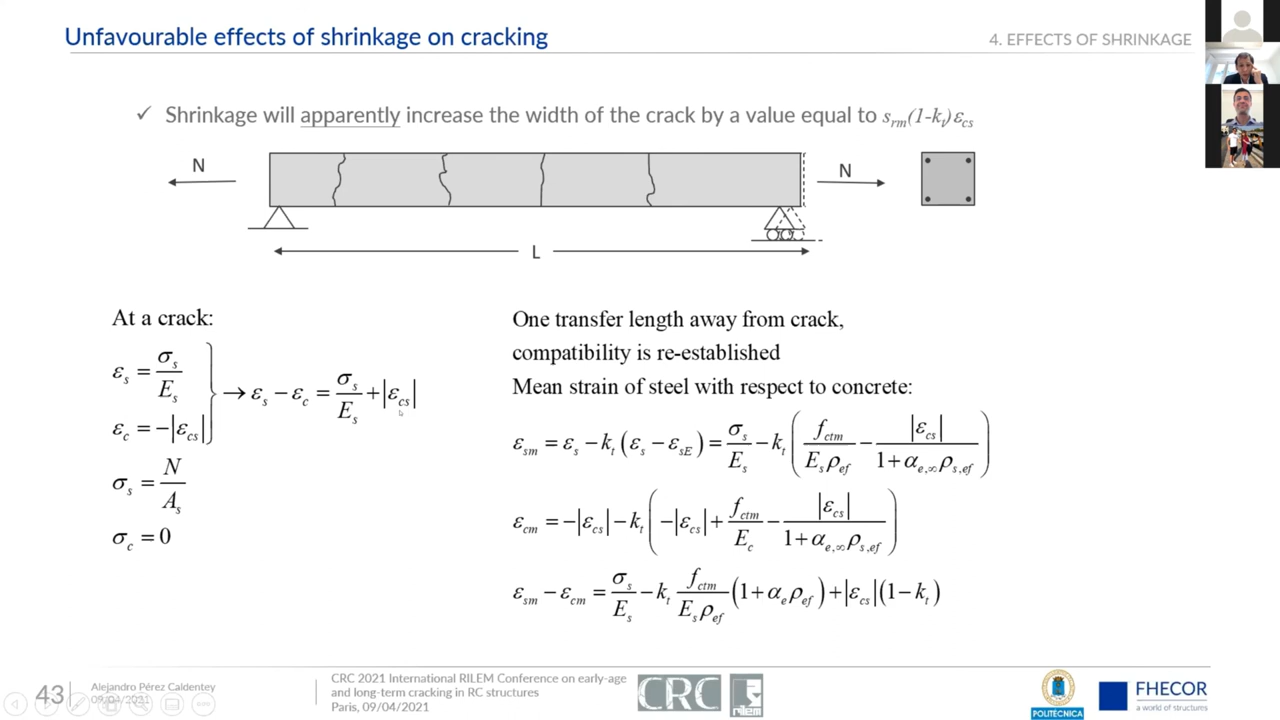 Unfavourable effects of shrinkage on cracking
4. EFFECTS OF SHRINKAGE
✓ Shrinkage will apparently increase the width of the crack by a value equal to s_rm(1-k_t)ε_cs
N
N
L
At a crack:
ε_s = σ_s / E_s
ε_c = -|ε_cs|
→ ε_s - ε_c = σ_s / E_s + |ε_cs|
σ_s = N / A_s
σ_c = 0
One transfer length away from crack,
compatibility is re-established
Mean strain of steel with respect to concrete:
ε_sm = ε_s - k_t (ε_s - ε_sE) = σ_s / E_s - k_t ( f_ctm / E_s ρ_ef - |ε_cs| / 1 + α_e,∞ ρ_s,ef )
ε_cm = -|ε_cs| - k_t ( -|ε_cs| + f_ctm / E_c - |ε_cs| / 1 + α_e,∞ ρ_s,ef )
ε_sm - ε_cm = σ_s / E_s - k_t f_ctm / E_s ρ_ef (1 + α_e ρ_ef) + |ε_cs| (1 - k_t)
43
Alejandro Pérez Caldentey
09/04/2021
CRC 2021 International RILEM Conference on early-age
and long-term cracking in RC structures
Paris, 09/04/2021
CRC
rilem
POLITÉCNICA
FHECOR
a world of structures